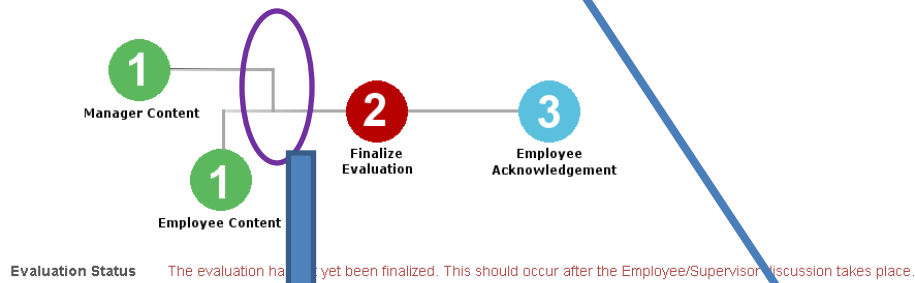 1
Manager Content
1
Employee Content
2
Finalize
Evaluation
3
Employee
Acknowledgement
Evaluation Status The evaluation ha yet been finalized. This should occur after the Employee/Supervisor iscussion takes place.